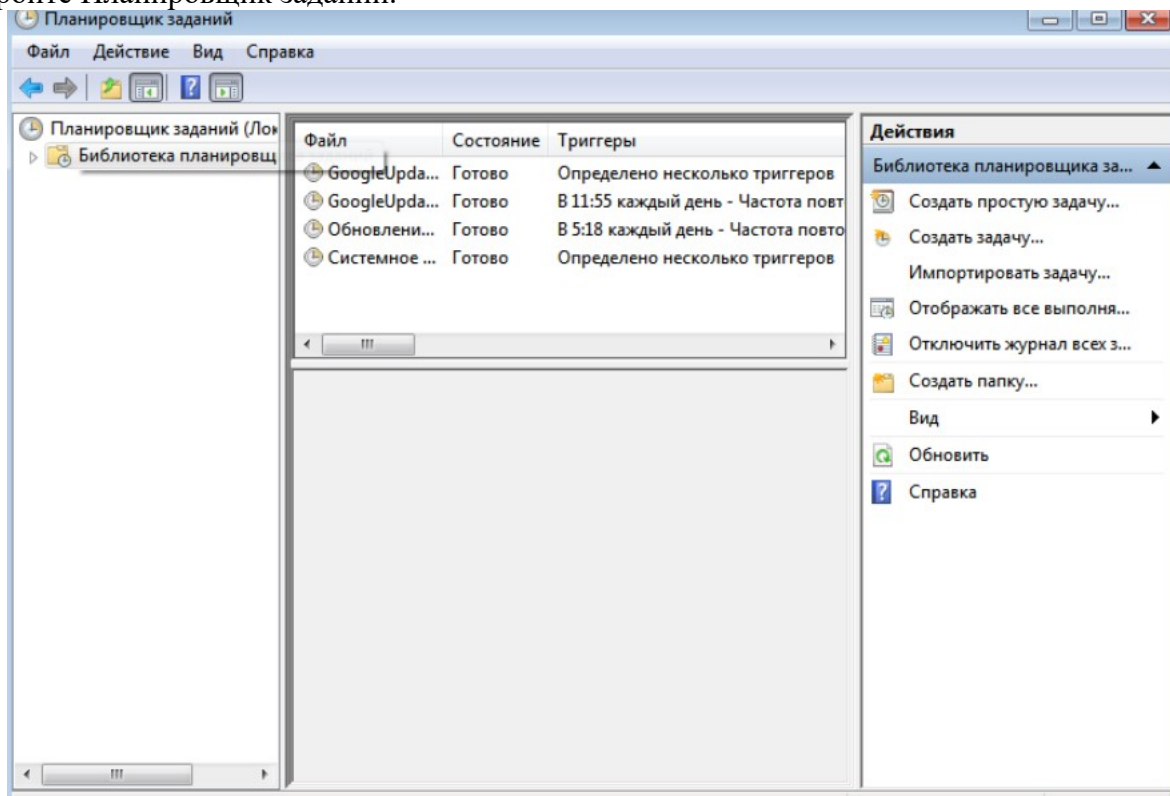 Планировщик заданий.
Планировщик заданий
Файл Действие Вид Справка
Планировщик заданий (Лок
Библиотека планировщ
Файл Состояние Триггеры
GoogleUpda... Готово Определено несколько триггеров
GoogleUpda... Готово В 11:55 каждый день - Частота повт
Обновлени... Готово В 5:18 каждый день - Частота повто
Системное ... Готово Определено несколько триггеров
Действия
Библиотека планировщика за...
Создать простую задачу...
Создать задачу...
Импортировать задачу...
Отображать все выполня...
Отключить журнал всех з...
Создать папку...
Вид
Обновить
Справка